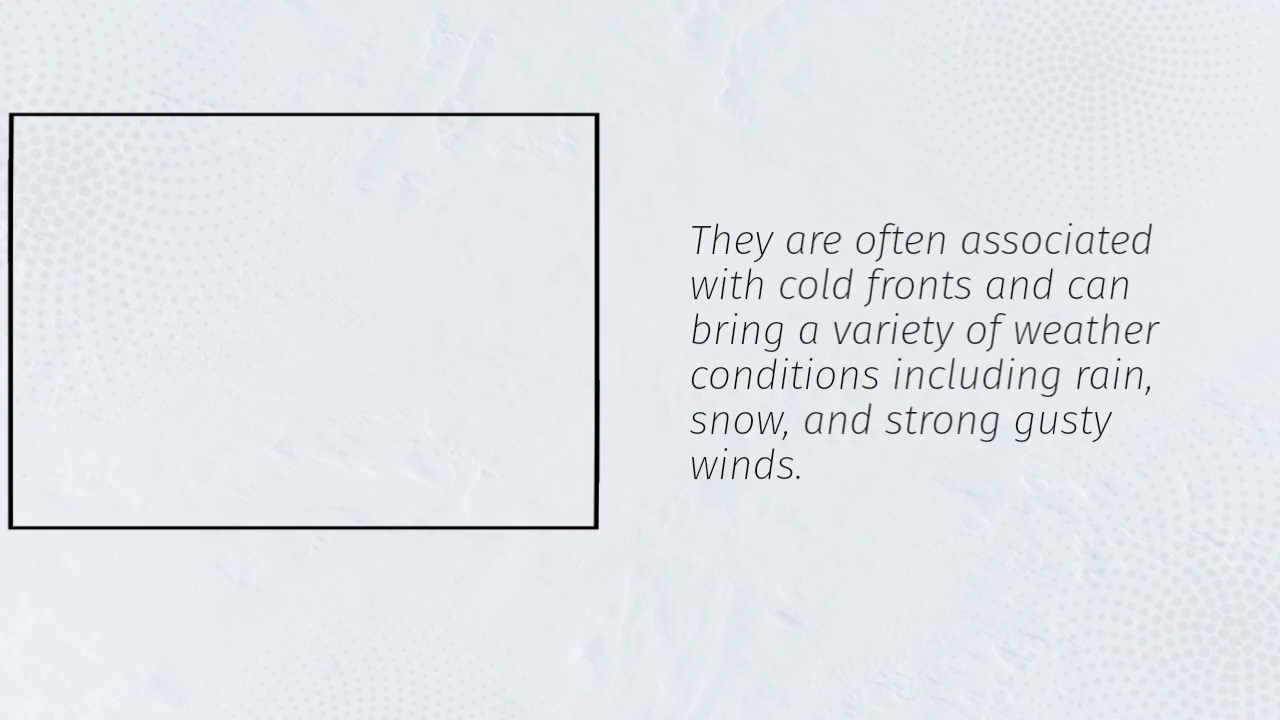 They are often associated
with cold fronts and can
bring a variety of weather
conditions including rain,
snow, and strong gusty
winds.